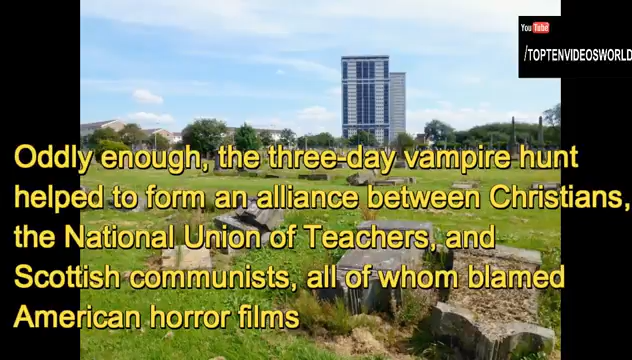 YouTube
/TOPTENVIDEOSWORLD
Oddly enough, the three-day vampire hunt
helped to form an alliance between Christians,
the National Union of Teachers, and
Scottish communists, all of whom blamed
American horror films